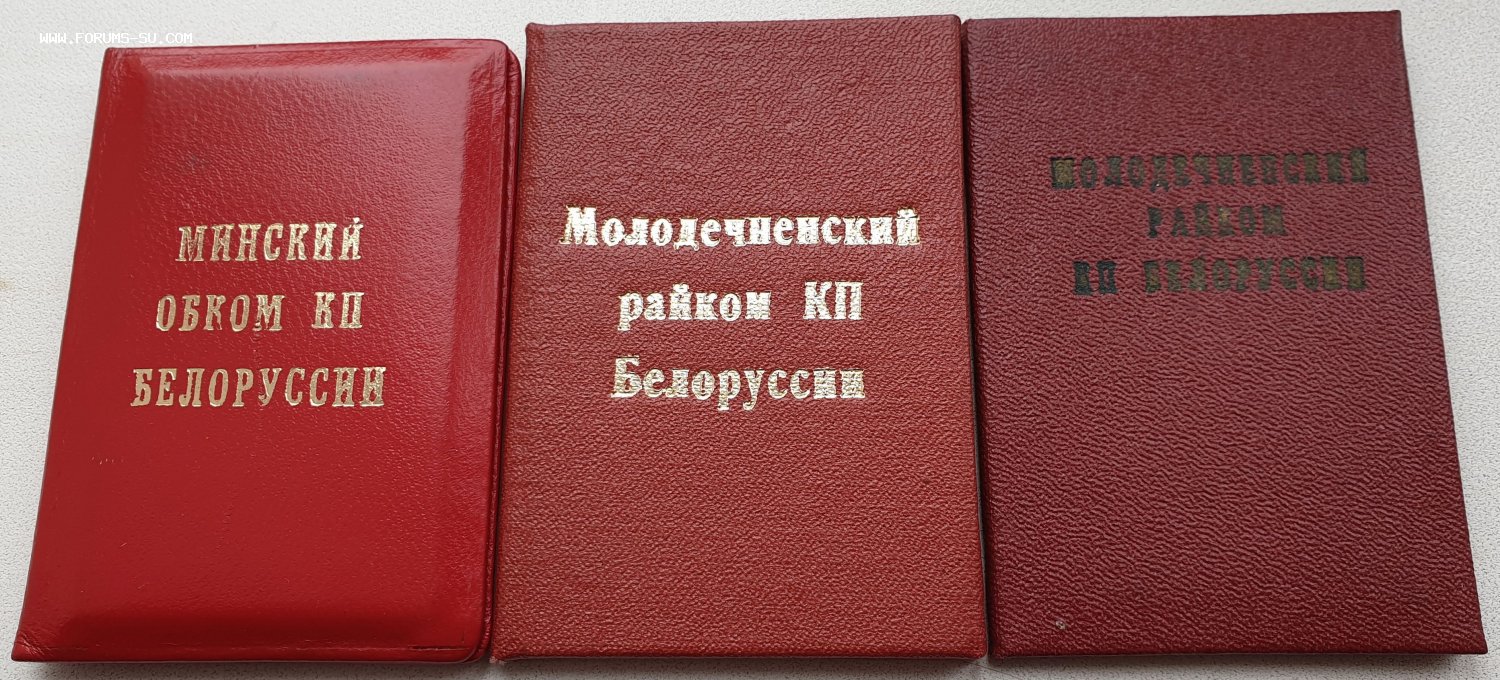 WWW.FORUMS-SU.COM
МИНСКИЙ
ОБКОМ КП
БЕЛОРУССИИ
Молодечненский
райком КП
Белоруссии
МОЛОДЕЧНЕНСКИЙ
РАЙКОМ
КП БЕЛОРУССИИ